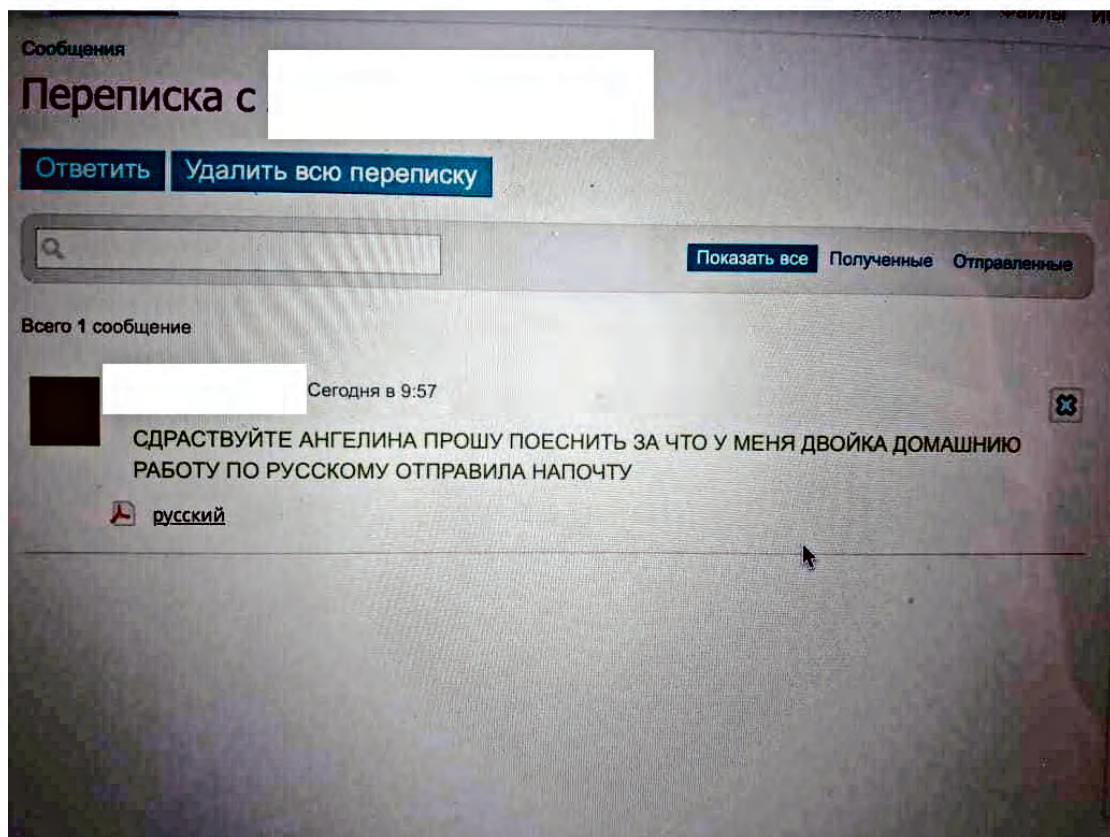 Сообщения
Переписка с
Ответить Удалить всю переписку
Показать все Полученные Отправленные
Всего 1 сообщение
Сегодня в 9:57
СДРАСТВУЙТЕ АНГЕЛИНА ПРОШУ ПОЕСНИТЬ ЗА ЧТО У МЕНЯ ДВОЙКА ДОМАШНИЮ
РАБОТУ ПО РУССКОМУ ОТПРАВИЛА НАПОЧТУ
русский